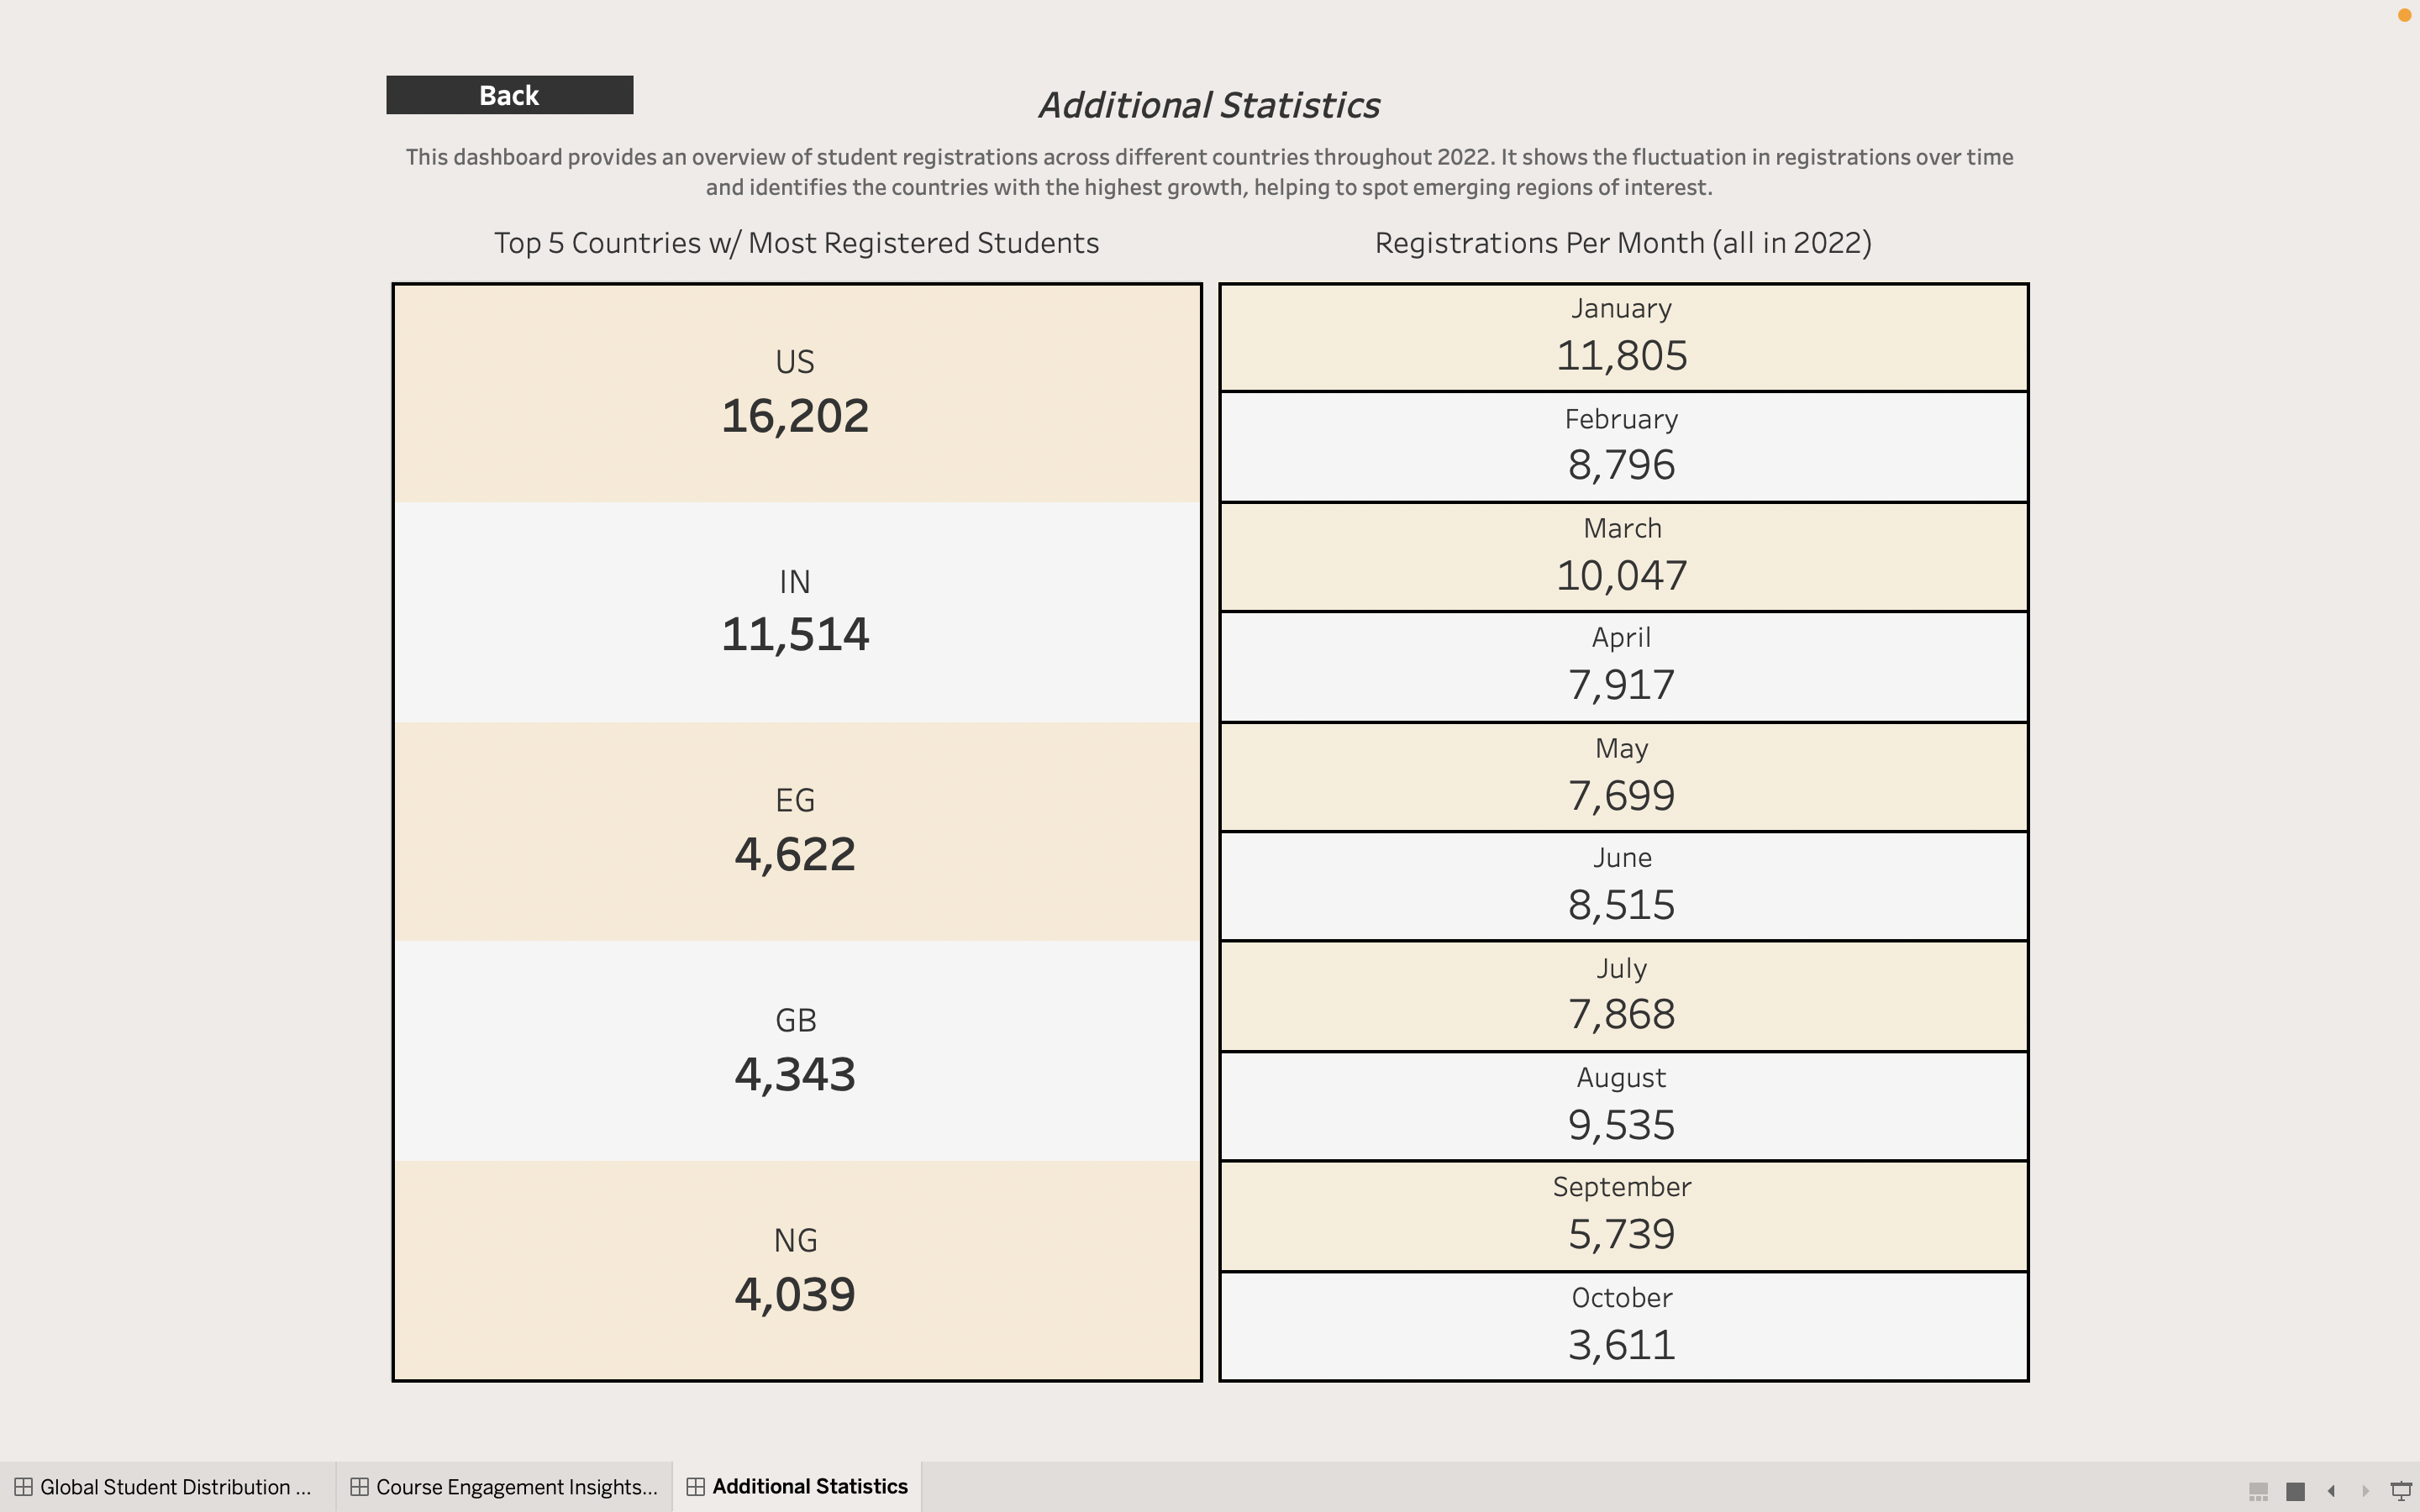 Back
Additional Statistics
This dashboard provides an overview of student registrations across different countries throughout 2022. It shows the fluctuation in registrations over time
and identifies the countries with the highest growth, helping to spot emerging regions of interest.
Top 5 Countries w/ Most Registered Students
US
16,202
IN
11,514
EG
4,622
GB
4,343
NG
4,039
Registrations Per Month (all in 2022)
January
11,805
February
8,796
March
10,047
April
7,917
May
7,699
June
8,515
July
7,868
August
9,535
September
5,739
October
3,611
Global Student Distribution ...
Course Engagement Insights...
Additional Statistics